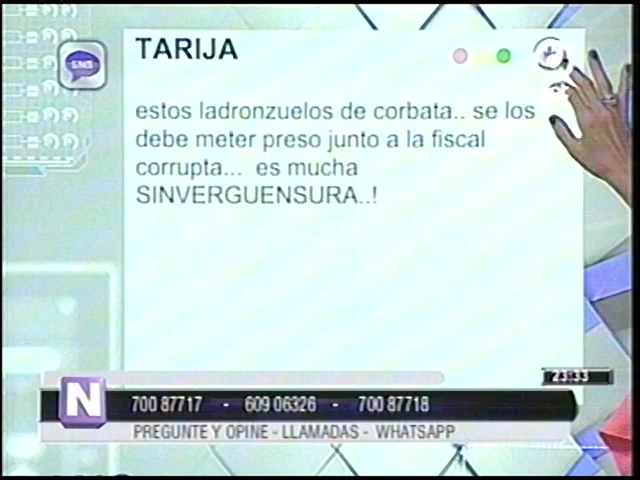 TARIJA
SMS
estos ladronzuelos de corbata.. se los
debe meter preso junto a la fiscal
corrupta... es mucha
SINVERGUENSURA..!
23:33
N
700 87717 - 609 06326 - 700 87718
PREGUNTE Y OPINE - LLAMADAS - WHATSAPP